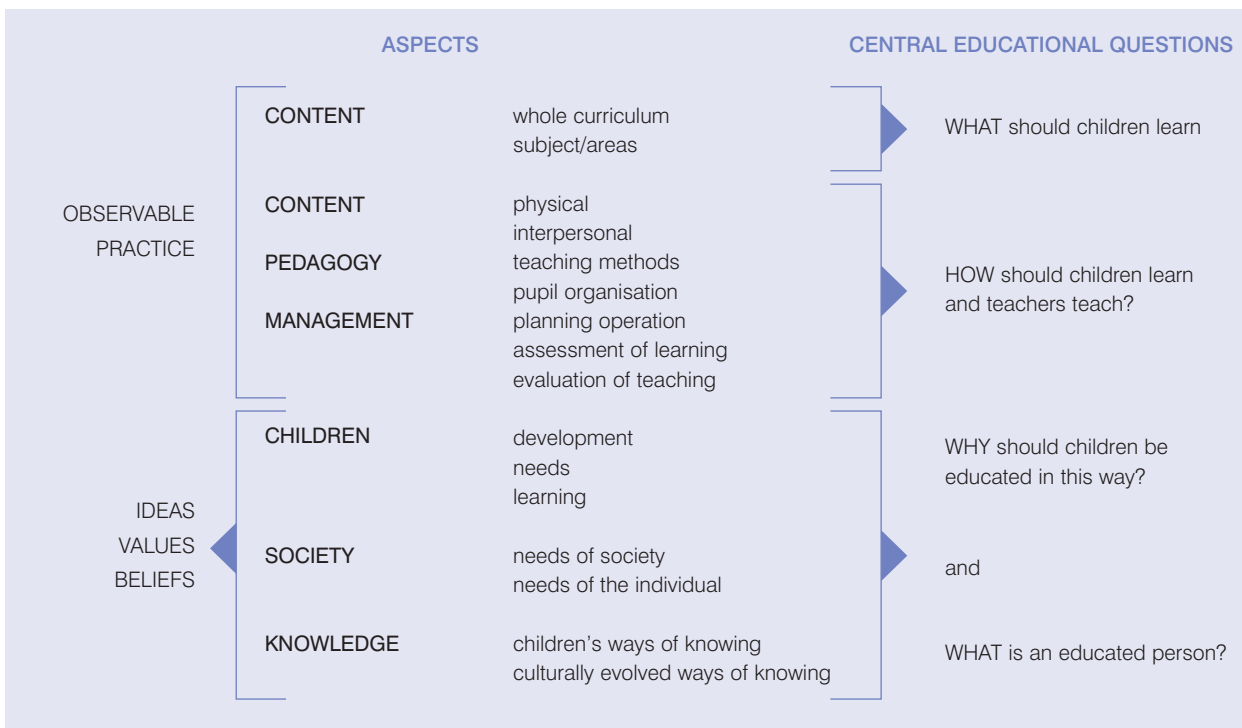 ASPECTS
CENTRAL EDUCATIONAL QUESTIONS
OBSERVABLE
PRACTICE
CONTENT
whole curriculum
subject/areas
WHAT should children learn
CONTENT
physical
interpersonal
PEDAGOGY
teaching methods
pupil organisation
MANAGEMENT
planning operation
assessment of learning
evaluation of teaching
HOW should children learn
and teachers teach?
IDEAS
VALUES
BELIEFS
CHILDREN
development
needs
learning
SOCIETY
needs of society
needs of the individual
KNOWLEDGE
children’s ways of knowing
culturally evolved ways of knowing
WHY should children be
educated in this way?
and
WHAT is an educated person?